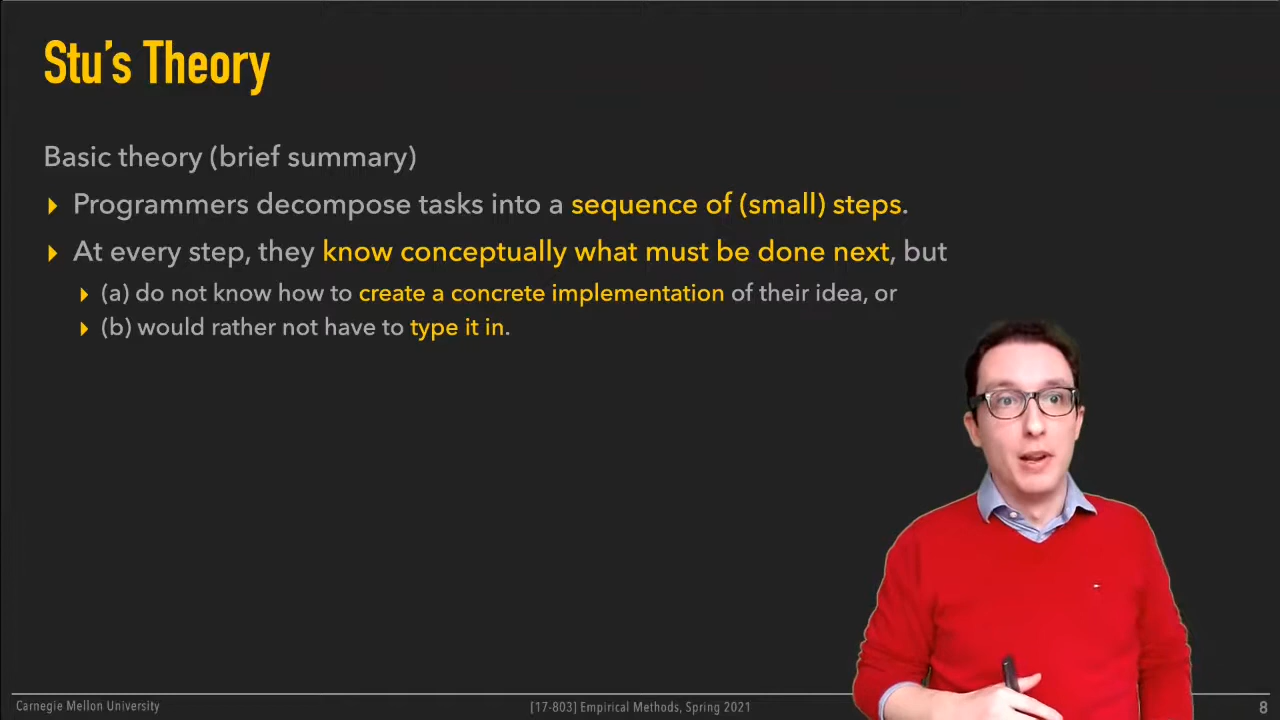 Stu's Theory
Basic theory (brief summary)
Programmers decompose tasks into a sequence of (small) steps.
At every step, they know conceptually what must be done next, but
(a) do not know how to create a concrete implementation of their idea, or
(b) would rather not have to type it in.
Carnegie Mellon University
[17-803] Empirical Methods, Spring 2021
8